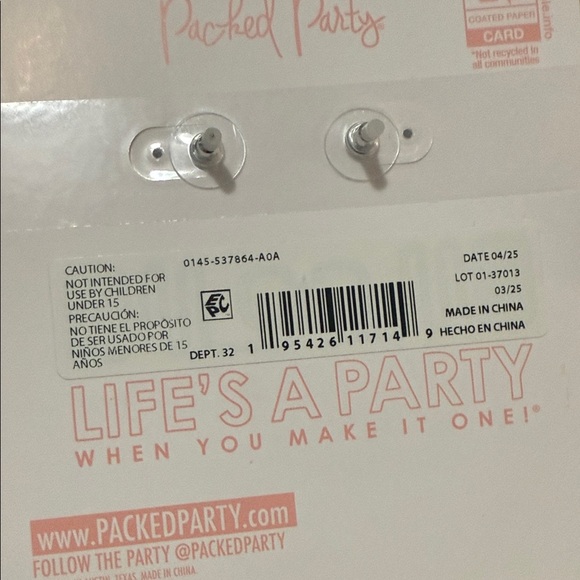 Packed Party
COATED PAPER
CARD
*Not recycled in
all communities
CAUTION:
NOT INTENDED FOR
USE BY CHILDREN
UNDER 15
PRECAUCIÓN:
NO TIENE EL PROPÓSITO
DE SER USADO POR
NIÑOS MENORES DE 15
AÑOS
0145-537864-A0A
EPC
DEPT. 32
1 95426 11714 9
DATE 04/25
LOT 01-37013
03/25
MADE IN CHINA
HECHO EN CHINA
LIFE'S A PARTY
WHEN YOU MAKE IT ONE!®
www.PACKEDPARTY.com
FOLLOW THE PARTY @PACKEDPARTY
AUSTIN, TEXAS. MADE IN CHINA